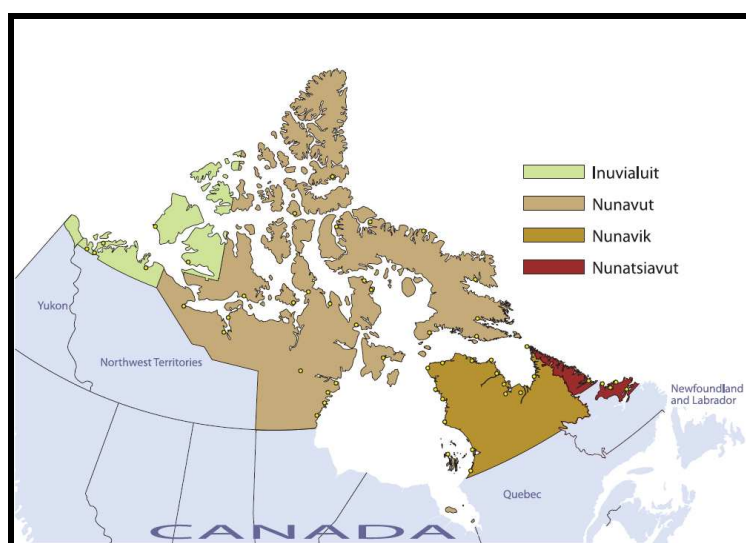 Inuvialuit
Nunavut
Nunavik
Nunatsiavut
Yukon
Northwest Territories
Newfoundland
and Labrador
Quebec
CANADA